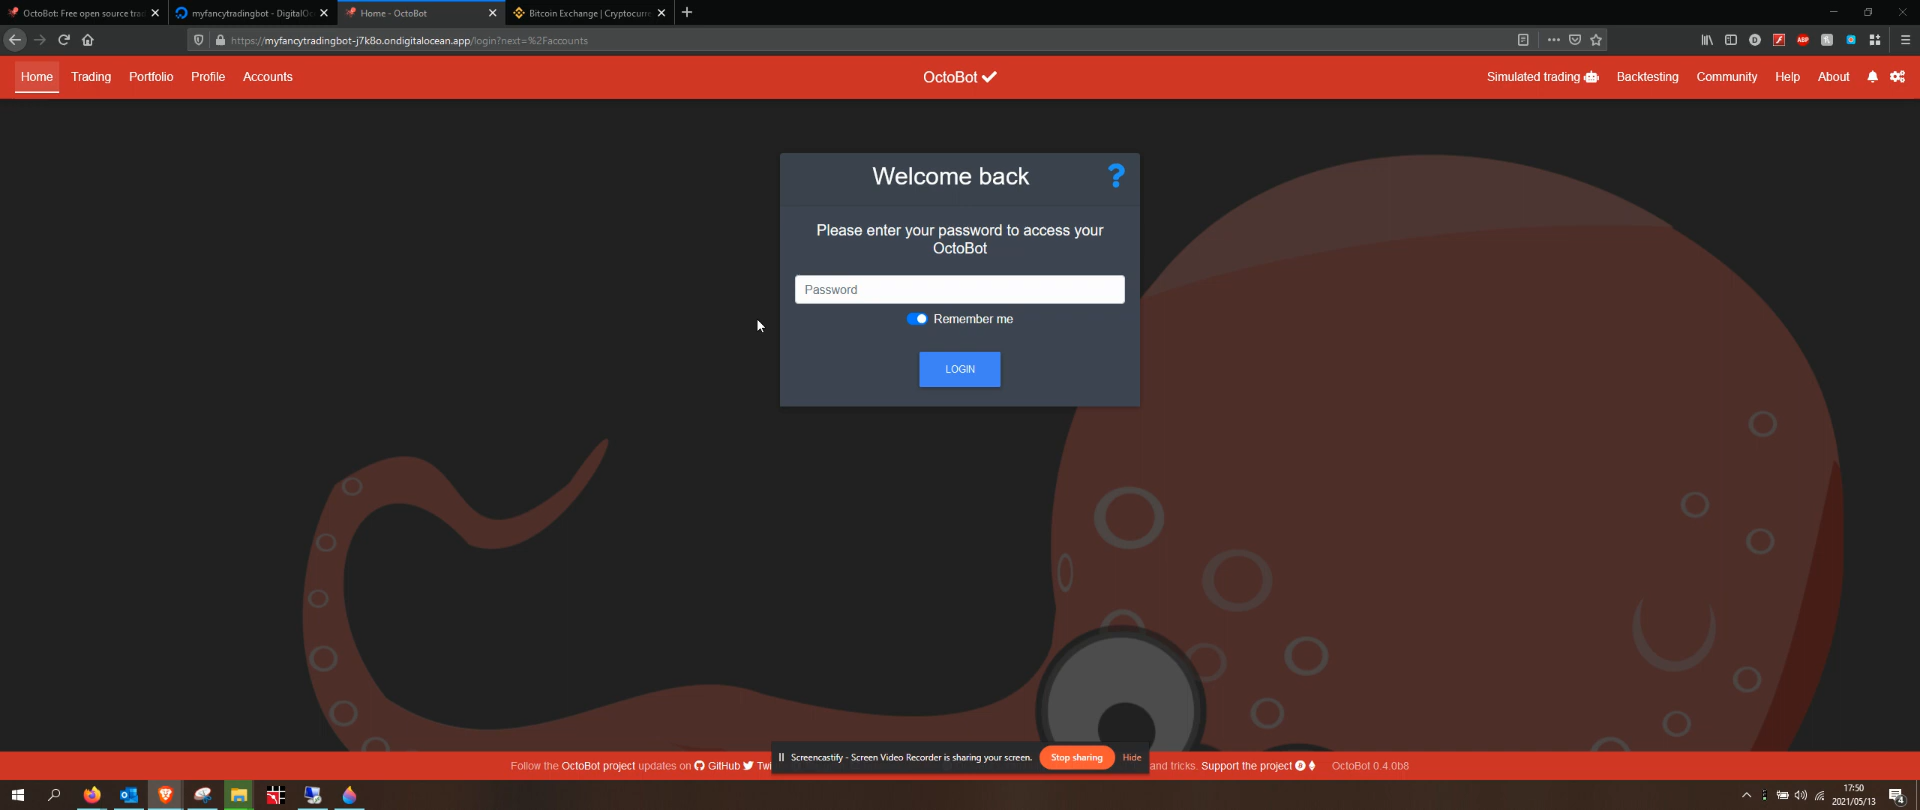 OctoBot: Free open source tra
myfancytradingbot - DigitalO
Home - OctoBot
Bitcoin Exchange | Cryptocurr
https://myfancytradingbot-j7k8o.ondigitalocean.app/login?next=%2Faccounts
ABP
Home
Trading
Portfolio
Profile
Accounts
OctoBot
Simulated trading
Backtesting
Community
Help
About
Welcome back
?
Please enter your password to access your
OctoBot
Password
Remember me
LOGIN
Follow the OctoBot project updates on GitHub Twi
Screencastify - Screen Video Recorder is sharing your screen.
Stop sharing
Hide
and tricks. Support the project
OctoBot 0.4.0b8
17:50
2021/05/13
4